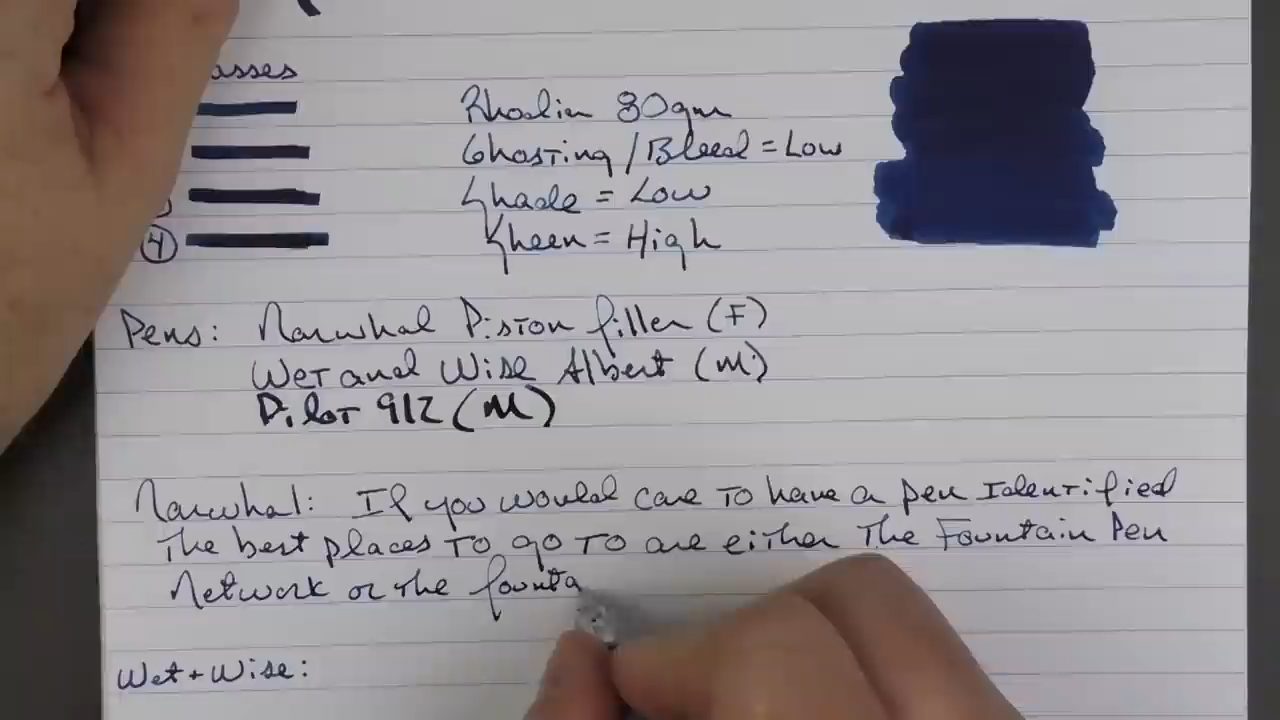 asses
Rhodia 80gm
Ghosting / Bleed = Low
Shade = Low
Sheen = High
4
Pens: Narwhal Piston filler (F)
Wet and Wise Albert (M)
Pilot 912 (M)
Narwhal: If you would care to have a pen Identified
The best places to go to are either The Fountain Pen
Network or the founta
Wet + Wise: